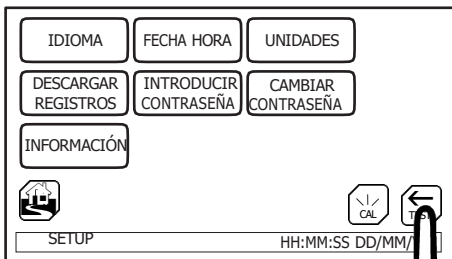 IDIOMA FECHA HORA UNIDADES
DESCARGAR REGISTROS INTRODUCIR CONTRASEÑA CAMBIAR CONTRASEÑA
INFORMACIÓN
CAL
SETUP HH:MM:SS DD/MM/